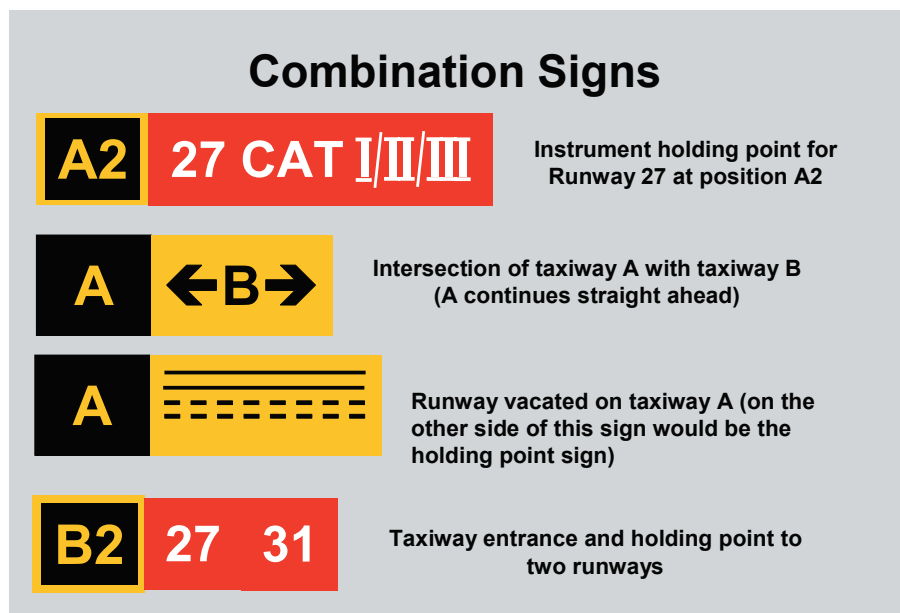 Combination Signs
A2 27 CAT I/II/III
Instrument holding point for
Runway 27 at position A2
A ←B→
Intersection of taxiway A with taxiway B
(A continues straight ahead)
A
Runway vacated on taxiway A (on the
other side of this sign would be the
holding point sign)
B2 27 31
Taxiway entrance and holding point to
two runways